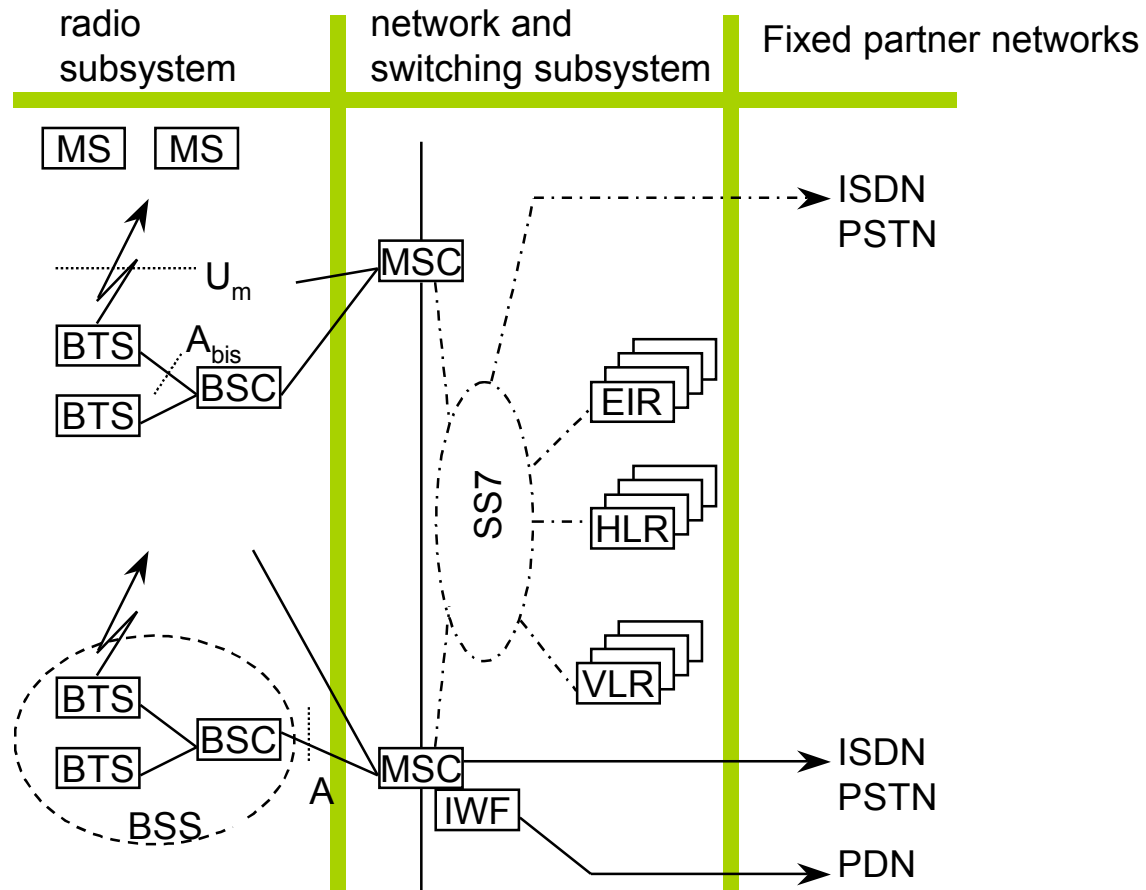 radio
subsystem
network and
switching subsystem
Fixed partner networks
MS MS
ISDN
PSTN
MSC
Um
BTS
Abis
BSC
BTS
EIR
SS7
HLR
VLR
BTS
BSC
BTS
BSS
A
MSC
IWF
ISDN
PSTN
PDN